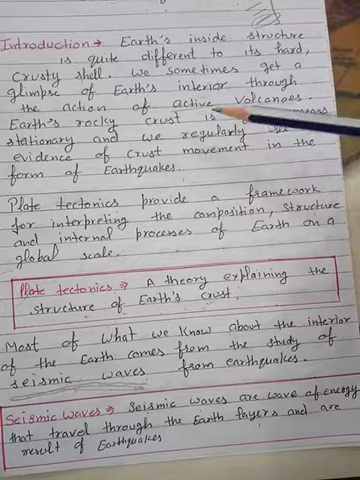 Introduction → Earth's inside structure
is quite different to its hard,
crusty shell. We sometimes get a
glimpse of Earth's interior through
the action of active volcanoes.
Earth's rocky crust is means
stationary and we regularly
evidence of crust movement in the
form of Earthquakes.
Plate tectonics provide a framework
for interpreting the composition, structure
and internal processes of Earth on a
global scale.
Plate tectonics → A theory explaining the
structure of Earth's crust.
Most of what we know about the interior
of the Earth comes from the study of
seismic waves from earthquakes.
Seismic waves → Seismic waves are wave of energy
that travel through the Earth layers and are
result of Earthquakes